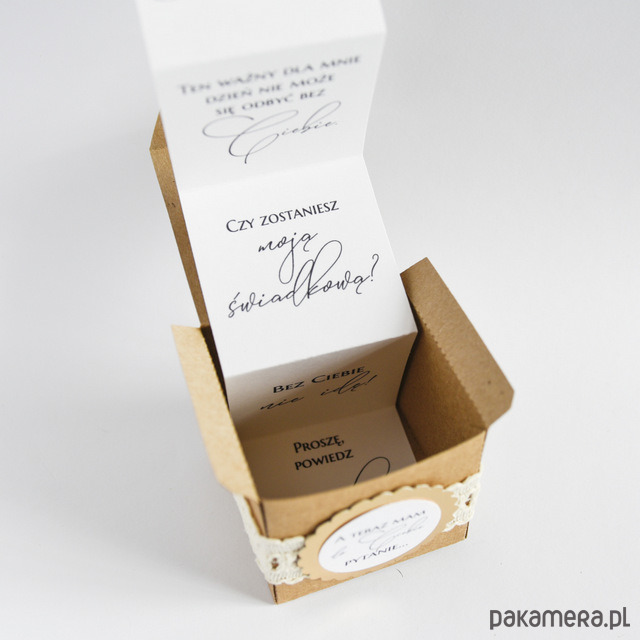 Ten ważny dla mnie
dzień nie może
się odbyć bez
Ciebie.
Czy zostaniesz
moją
świadkową?
Bez Ciebie
nie idę!
Proszę,
powiedz
A teraz mam
do Ciebie
pytanie...
pakamera.pl